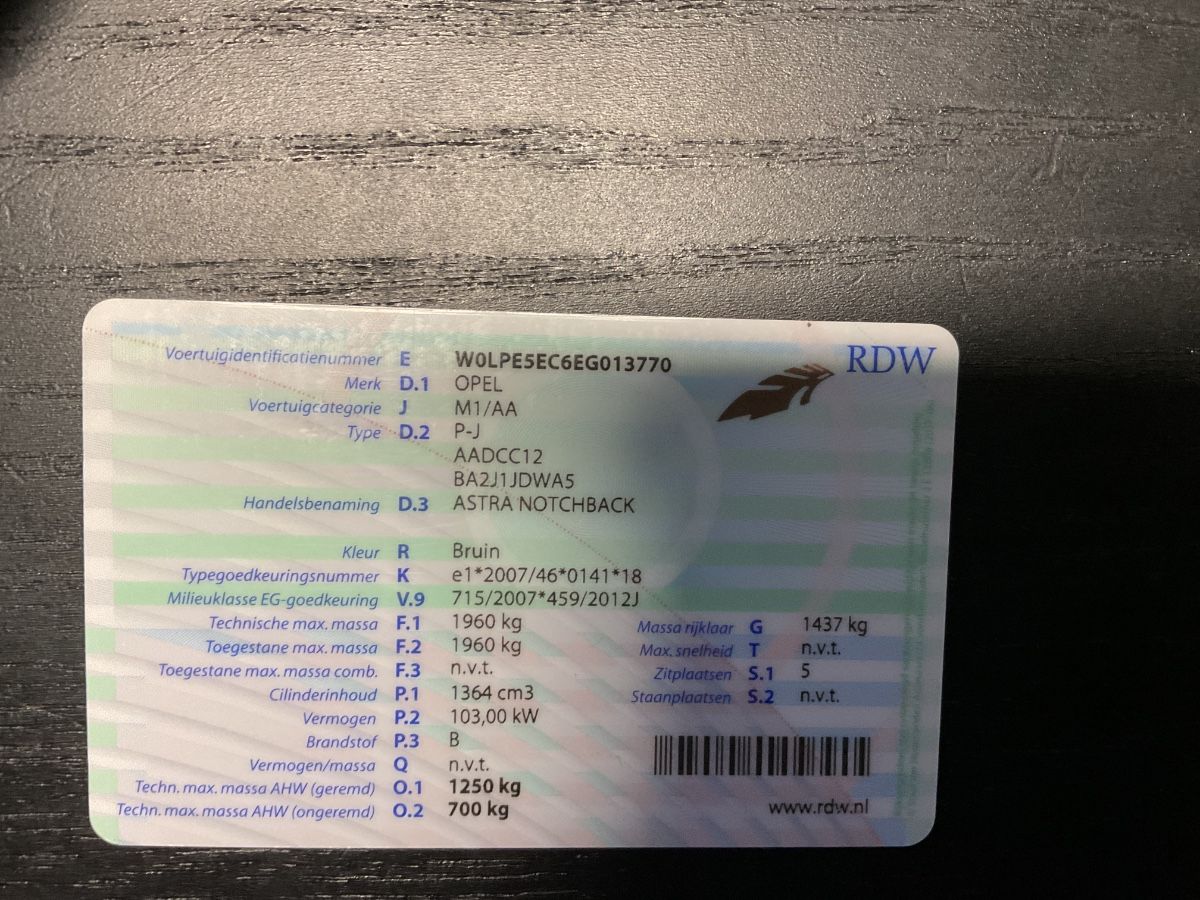 RDW
Voertuigidentificatienummer E W0LPE5EC6EG013770
Merk D.1 OPEL
Voertuigcategorie J M1/AA
Type D.2 P-J
AADCC12
BA2J1JDWA5
Handelsbenaming D.3 ASTRA NOTCHBACK
Kleur R Bruin
Typegoedkeuringsnummer K e1*2007/46*0141*18
Milieuklasse EG-goedkeuring V.9 715/2007*459/2012J
Technische max. massa F.1 1960 kg
Toegestane max. massa F.2 1960 kg
Toegestane max. massa comb. F.3 n.v.t.
Cilinderinhoud P.1 1364 cm3
Vermogen P.2 103,00 kW
Brandstof P.3 B
Vermogen/massa Q n.v.t.
Techn. max. massa AHW (geremd) O.1 1250 kg
Techn. max. massa AHW (ongeremd) O.2 700 kg
Massa rijklaar G 1437 kg
Max. snelheid T n.v.t.
Zitplaatsen S.1 5
Staanplaatsen S.2 n.v.t.
www.rdw.nl